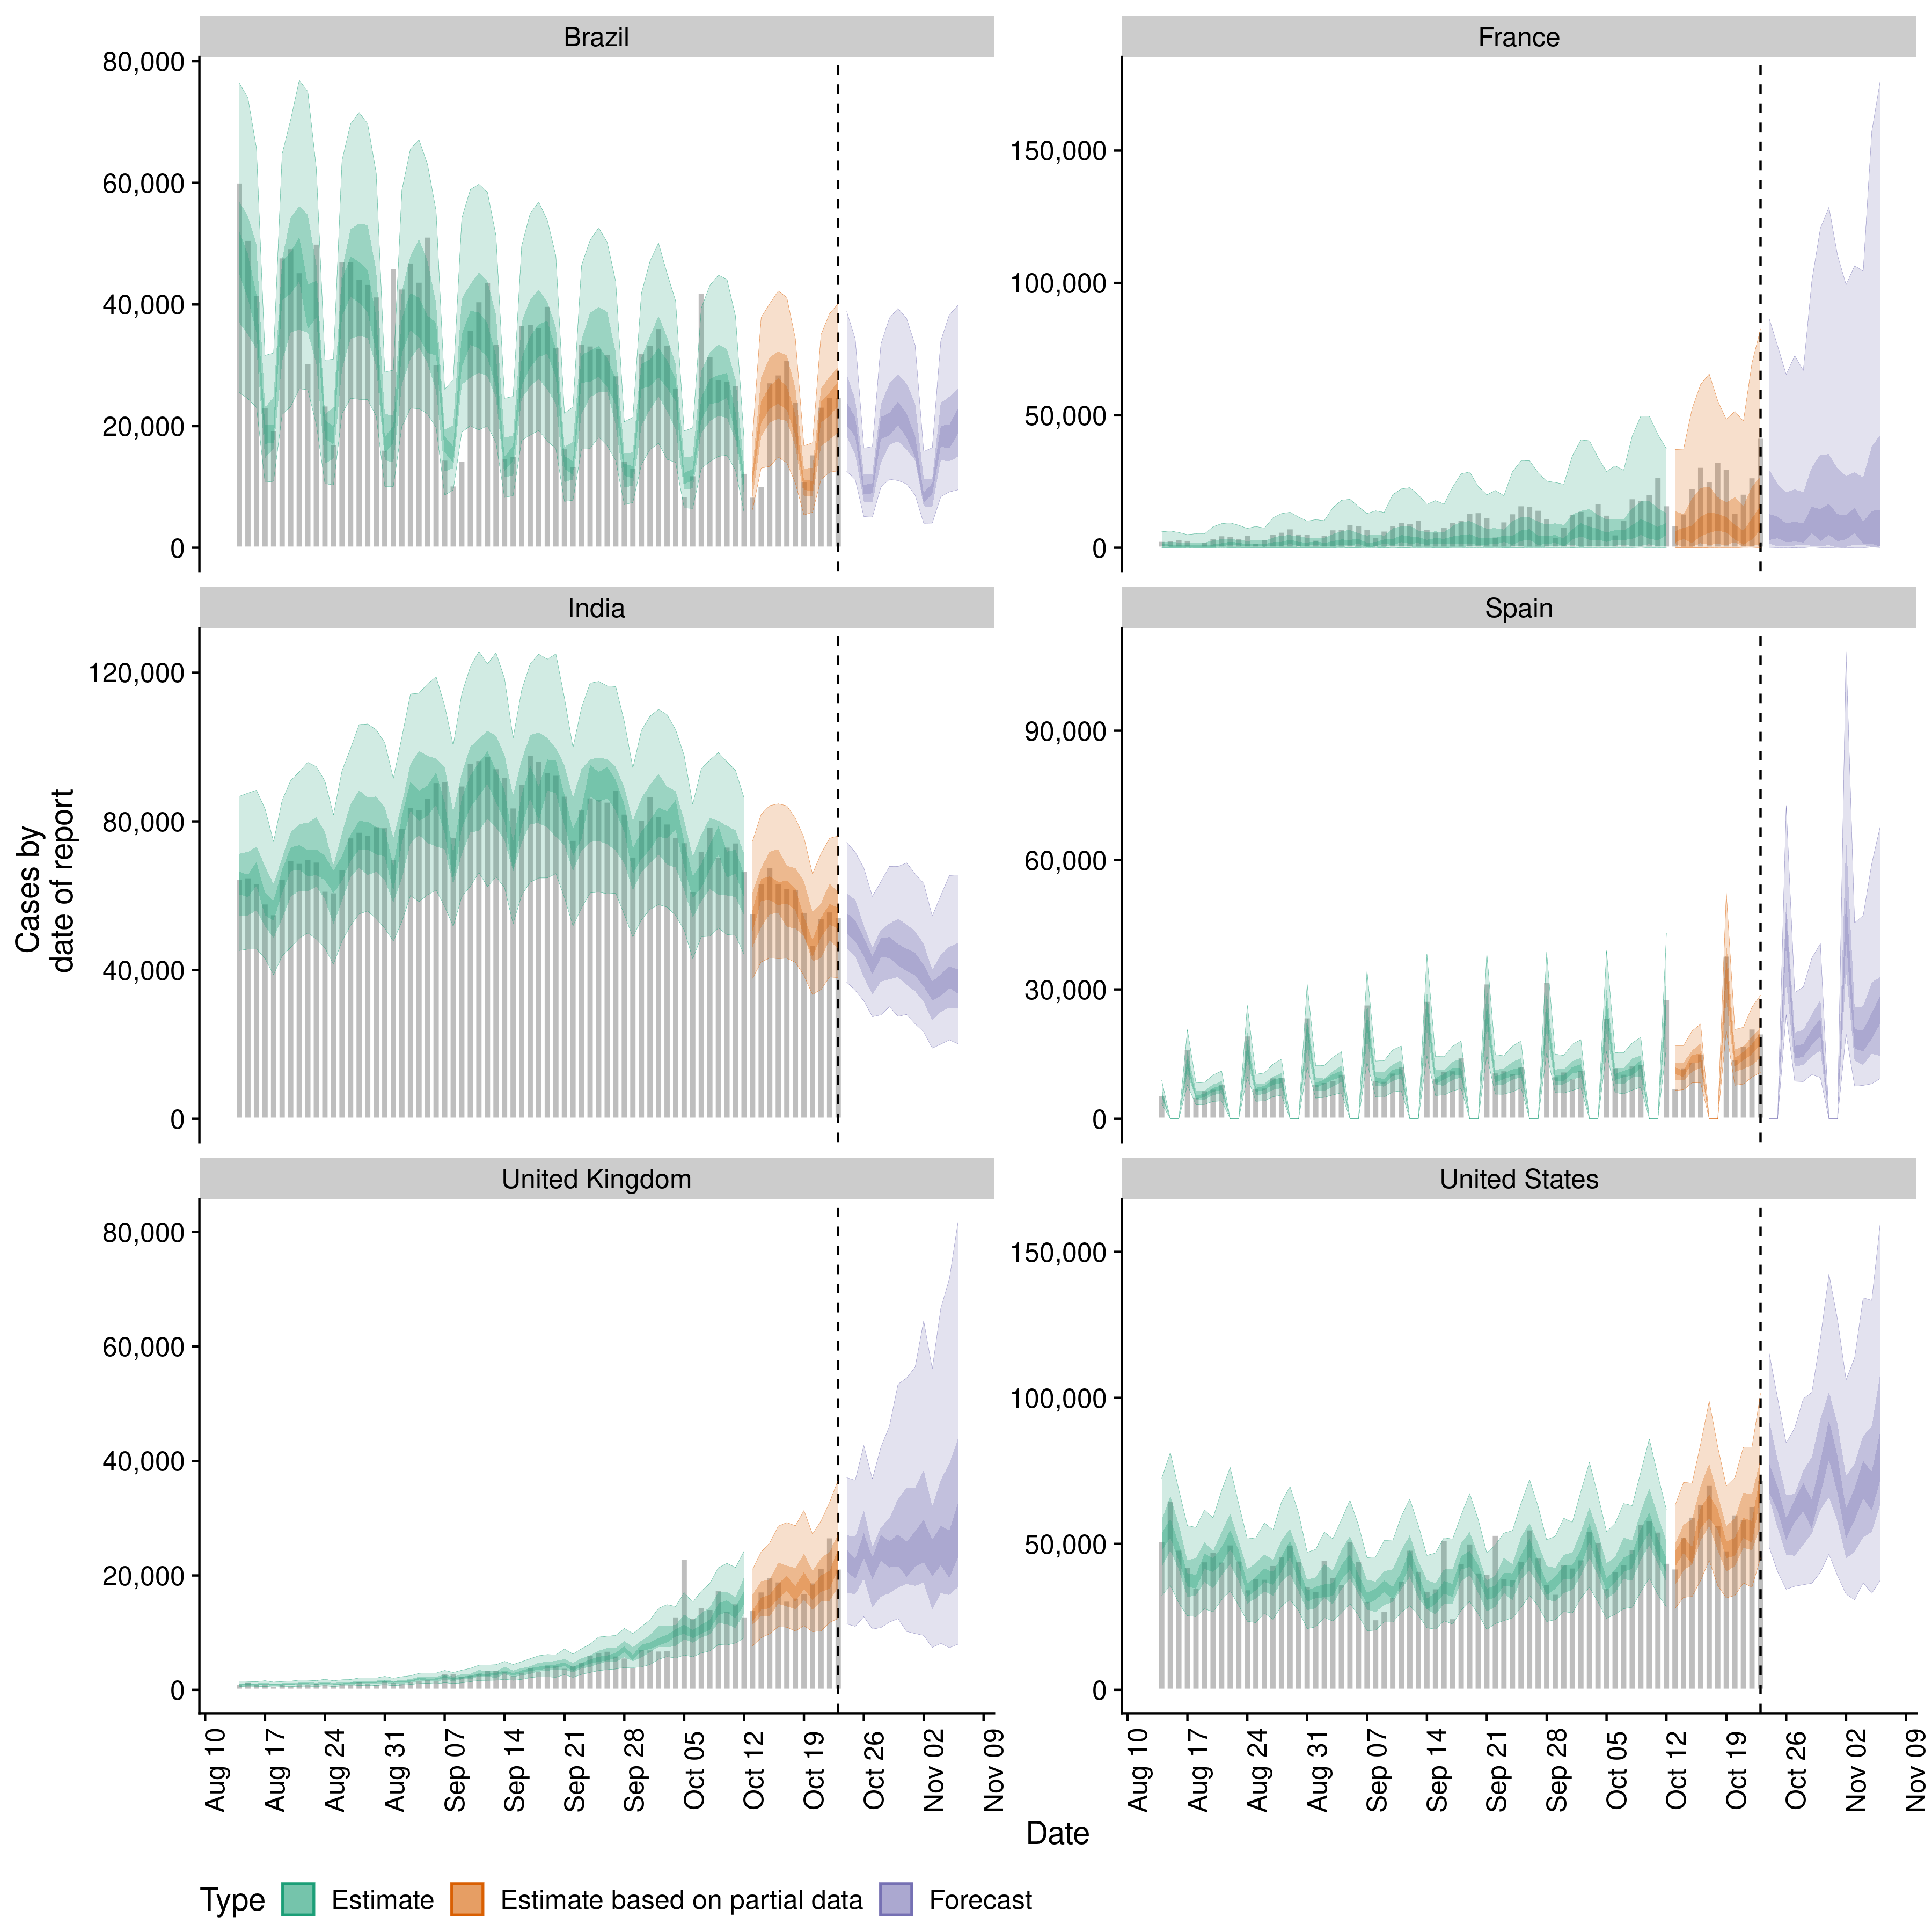 Brazil
France
80,000
60,000
40,000
20,000
0
150,000
100,000
50,000
0
India
Spain
120,000
80,000
40,000
0
90,000
60,000
30,000
0
Cases by
date of report
United Kingdom
United States
80,000
60,000
40,000
20,000
0
150,000
100,000
50,000
0
Aug 10
Aug 17
Aug 24
Aug 31
Sep 07
Sep 14
Sep 21
Sep 28
Oct 05
Oct 12
Oct 19
Oct 26
Nov 02
Nov 09
Aug 10
Aug 17
Aug 24
Aug 31
Sep 07
Sep 14
Sep 21
Sep 28
Oct 05
Oct 12
Oct 19
Oct 26
Nov 02
Nov 09
Date
Type Estimate Estimate based on partial data Forecast